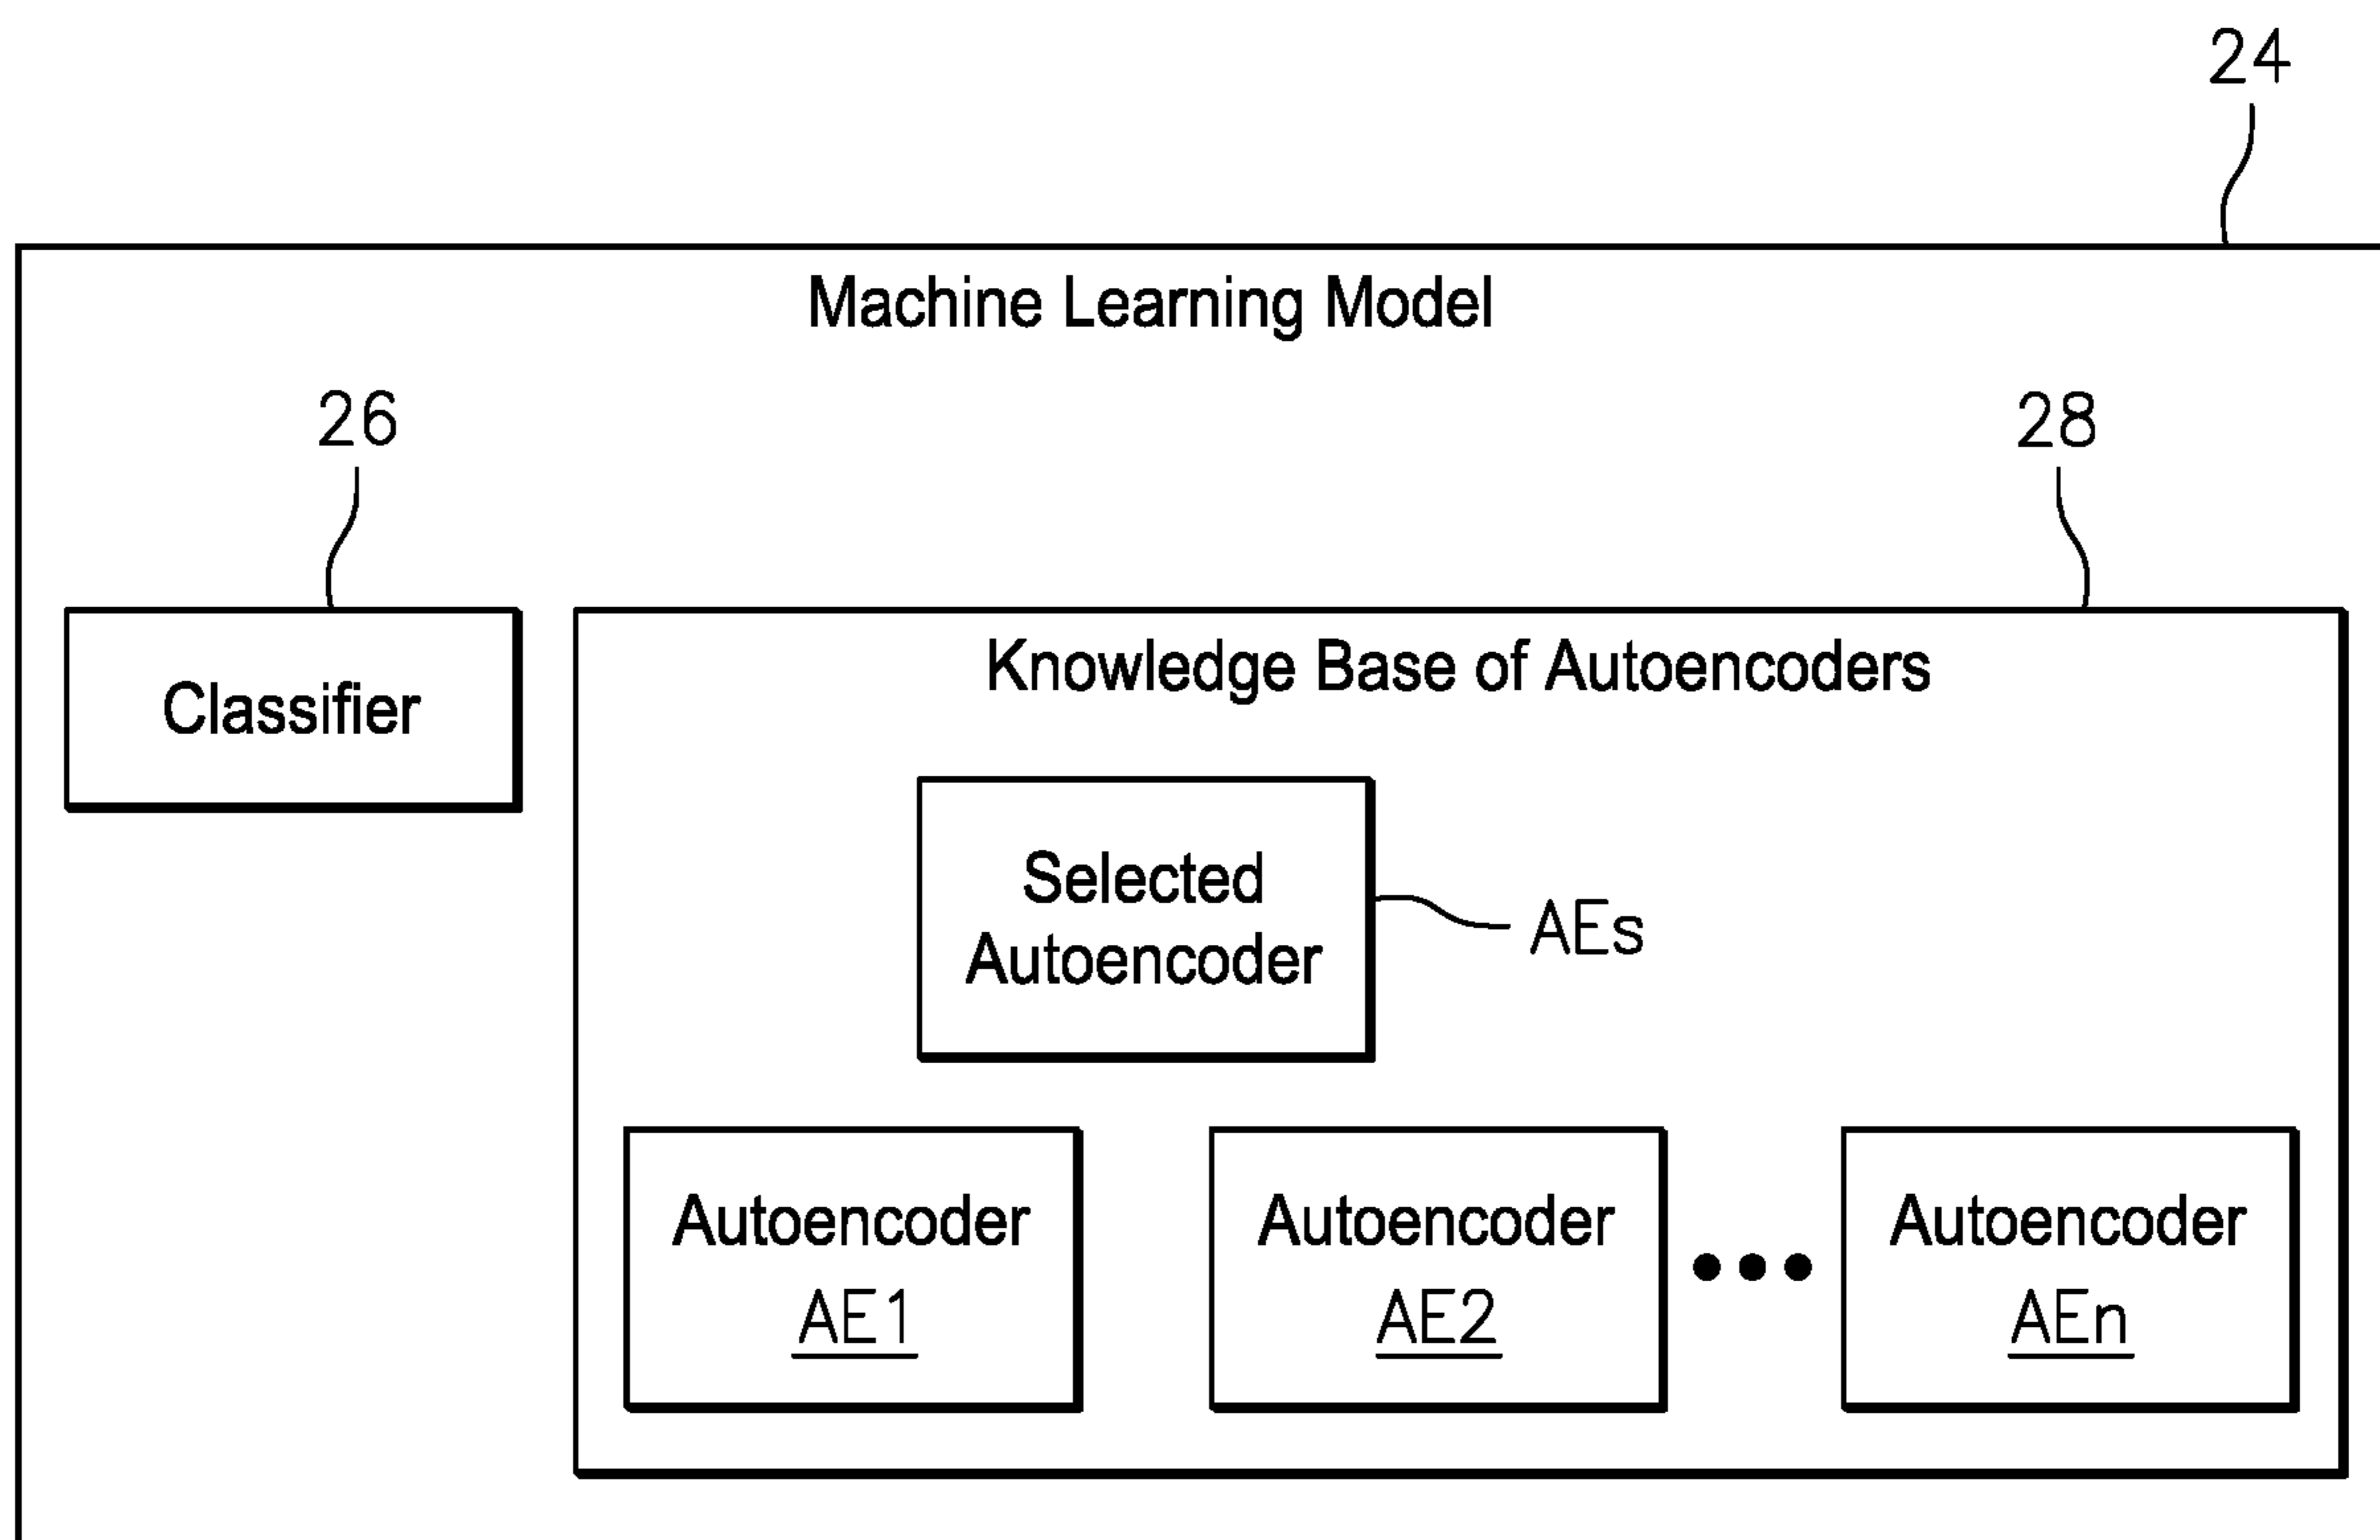 24
Machine Learning Model
26
28
Classifier
Knowledge Base of Autoencoders
Selected
Autoencoder
AEs
Autoencoder
AE1
Autoencoder
AE2
Autoencoder
AEn